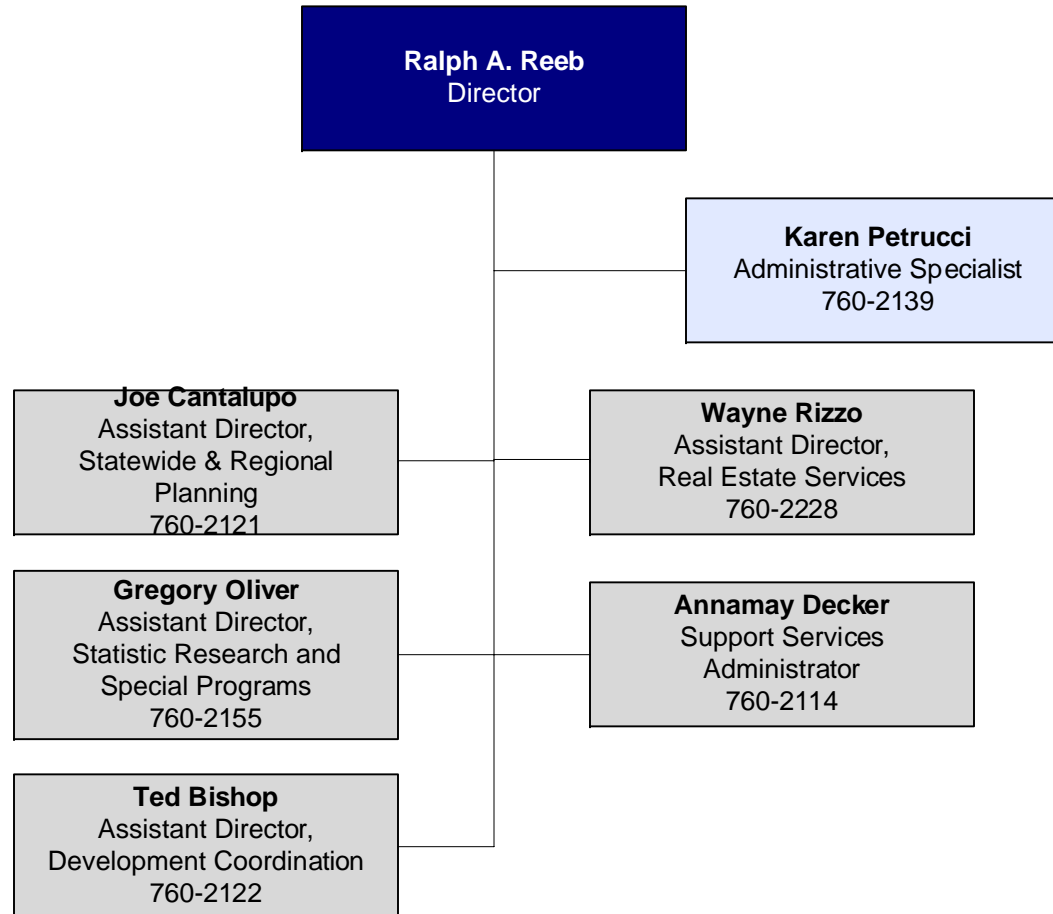 Ralph A. Reeb
Director
Karen Petrucci
Administrative Specialist
760-2139
Joe Cantalupo
Assistant Director,
Statewide & Regional
Planning
760-2121
Wayne Rizzo
Assistant Director,
Real Estate Services
760-2228
Gregory Oliver
Assistant Director,
Statistic Research and
Special Programs
760-2155
Annamay Decker
Support Services
Administrator
760-2114
Ted Bishop
Assistant Director,
Development Coordination
760-2122